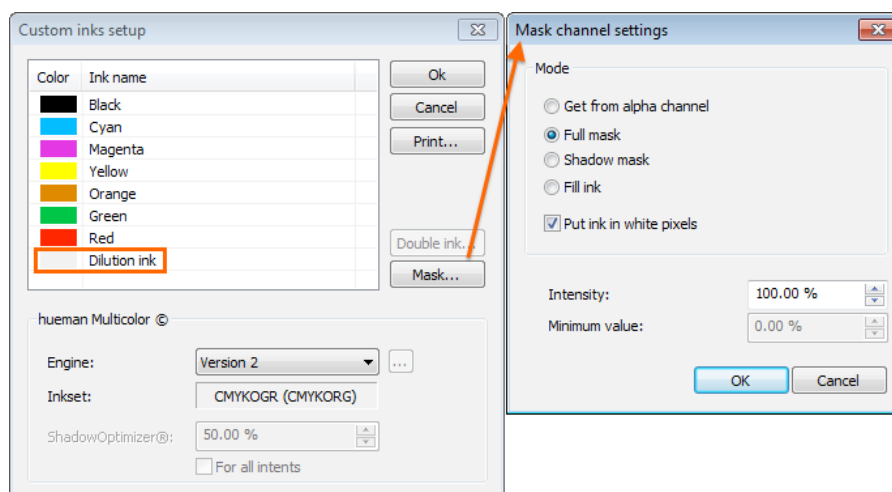 Custom inks setup
Color Ink name
Black
Cyan
Magenta
Yellow
Orange
Green
Red
Dilution ink
Ok
Cancel
Print...
Double ink...
Mask...
hueman Multicolor ©
Engine: Version 2 ...
Inkset: CMYKOGR (CMYKORG)
ShadowOptimizer®: 50.00 %
For all intents
Mask channel settings
Mode
Get from alpha channel
Full mask
Shadow mask
Fill ink
Put ink in white pixels
Intensity: 100.00 %
Minimum value: 0.00 %
OK Cancel